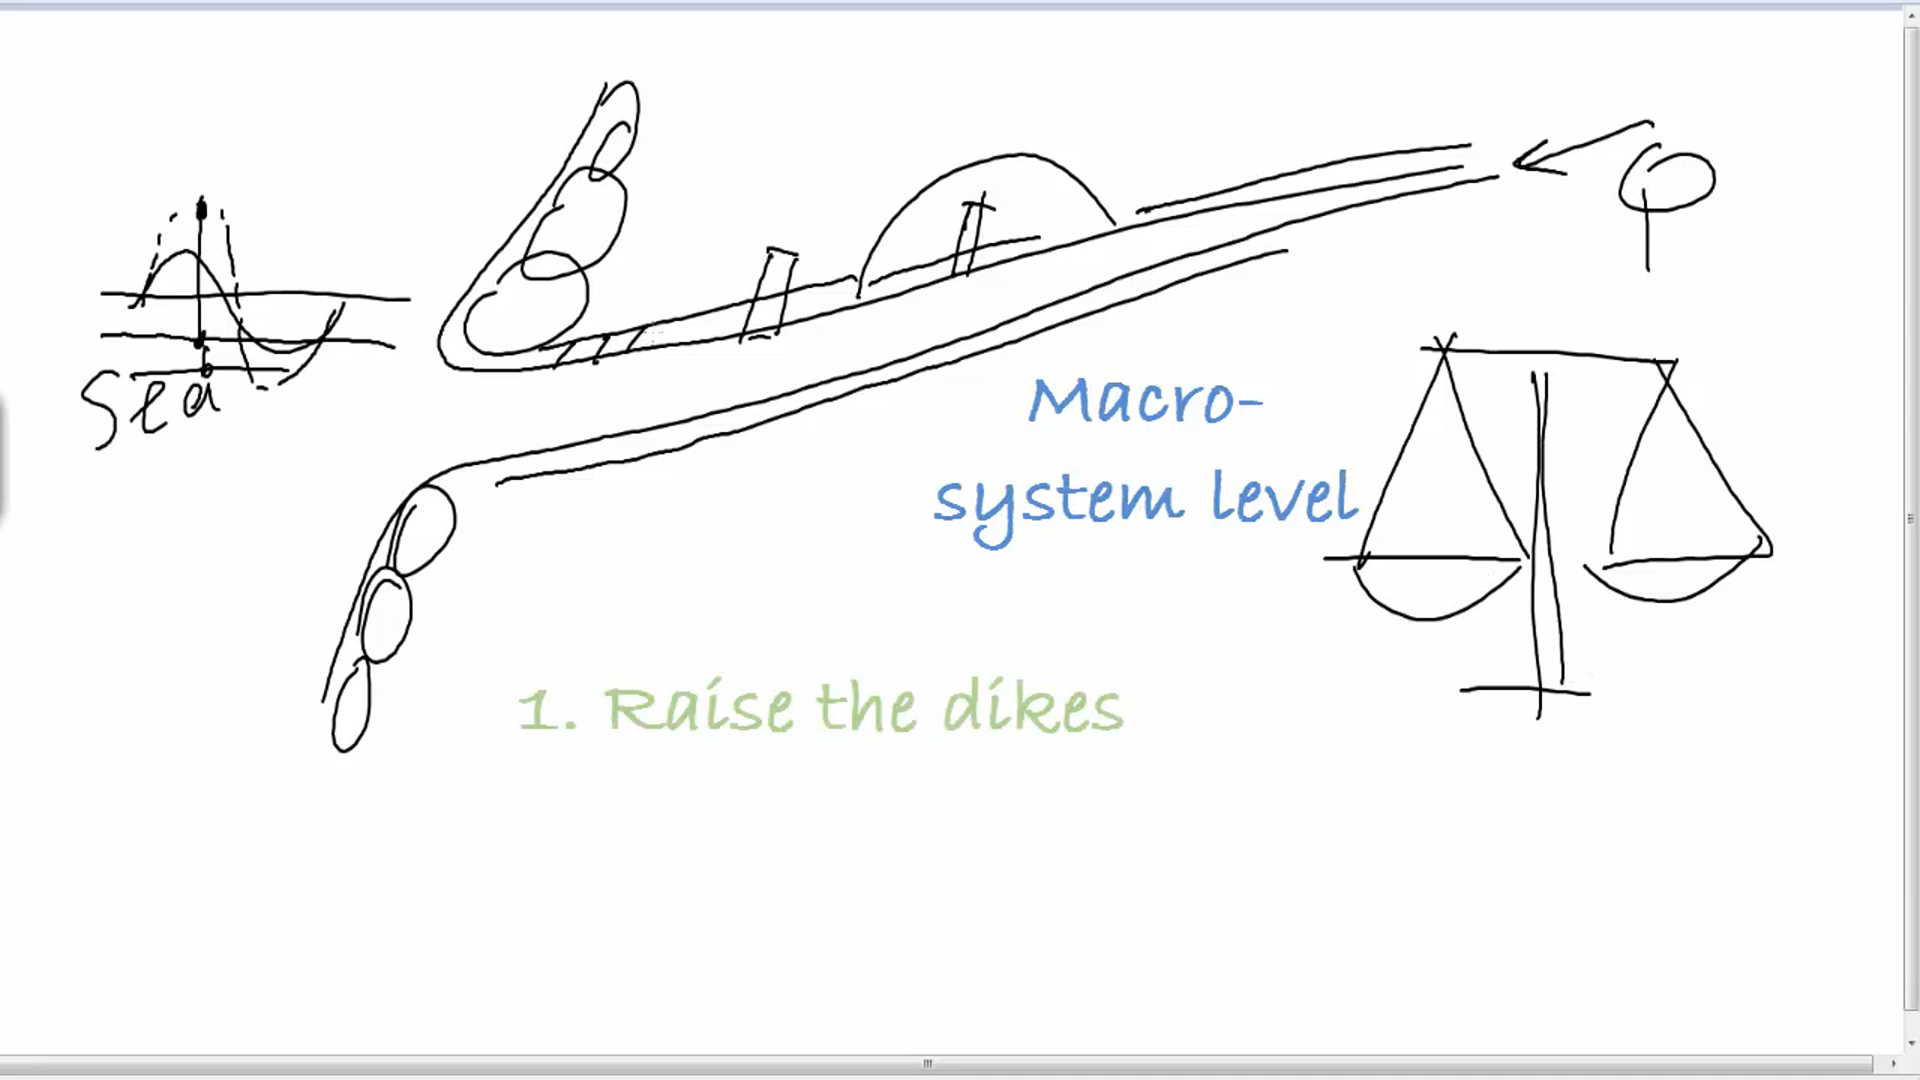 Sea
Q
Macro-
system level
1. Raise the dikes